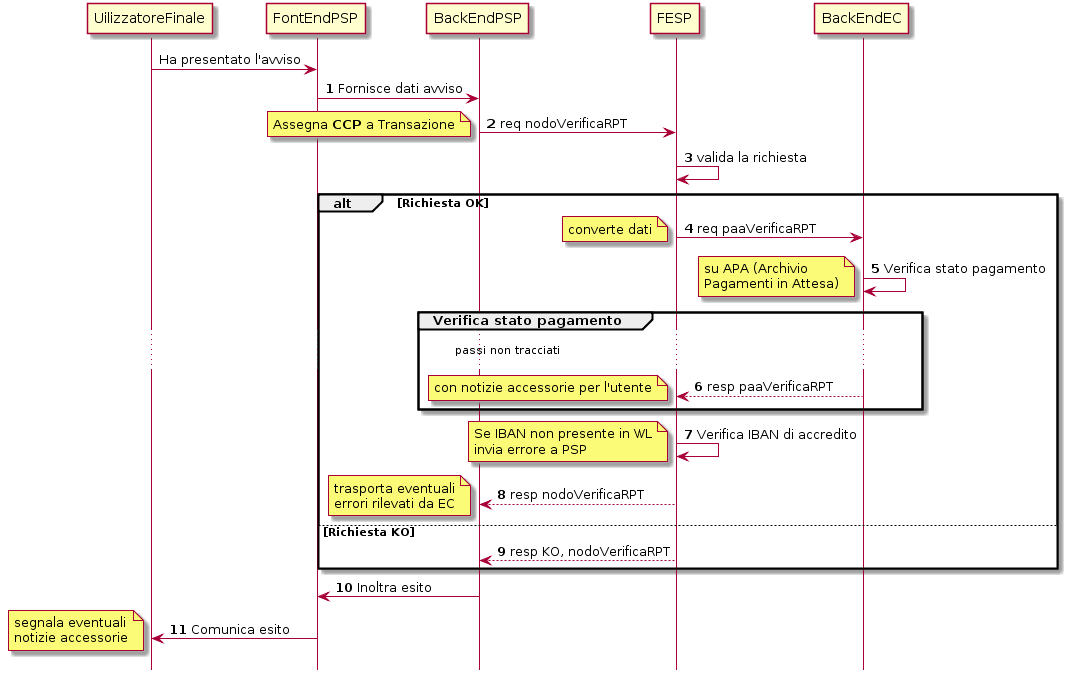 UilizzatoreFinale
FontEndPSP
BackEndPSP
FESP
BackEndEC
Ha presentato l'avviso
1 Fornisce dati avviso
Assegna CCP a Transazione
2 req nodoVerificaRPT
3 valida la richiesta
alt
[Richiesta OK]
converte dati
4 req paaVerificaRPT
su APA (Archivio
Pagamenti in Attesa)
5 Verifica stato pagamento
Verifica stato pagamento
passi non tracciati
con notizie accessorie per l'utente
6 resp paaVerificaRPT
Se IBAN non presente in WL
invia errore a PSP
7 Verifica IBAN di accredito
trasporta eventuali
errori rilevati da EC
8 resp nodoVerificaRPT
[Richiesta KO]
9 resp KO, nodoVerificaRPT
10 Inoltra esito
segnala eventuali
notizie accessorie
11 Comunica esito